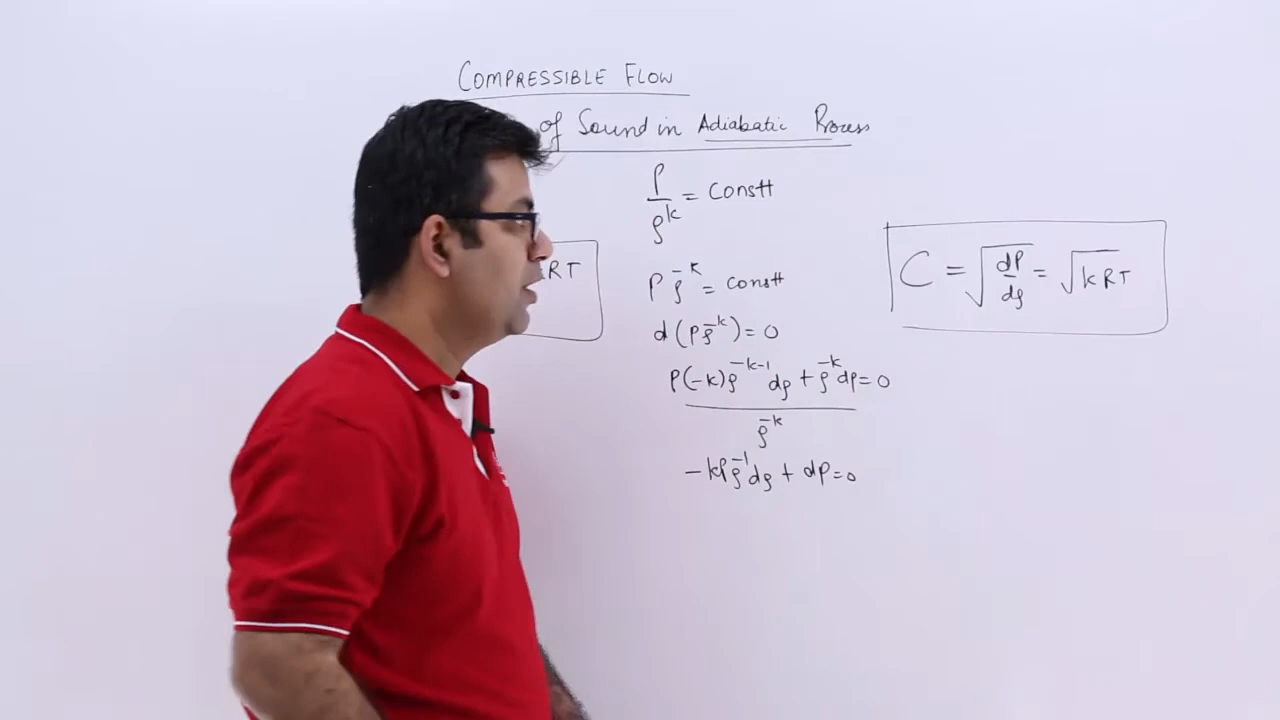 COMPRESSIBLE FLOW
of Sound in Adiabatic Process
P/ρ^k = Constt
RT
C = √(dP/dρ) = √(kRT)
Pρ^-k = Constt
d(Pρ^-k) = 0
P(-k)ρ^-k-1 dρ + ρ^-k dP = 0
ρ^-k
-kPρ^-1 dρ + dP = 0